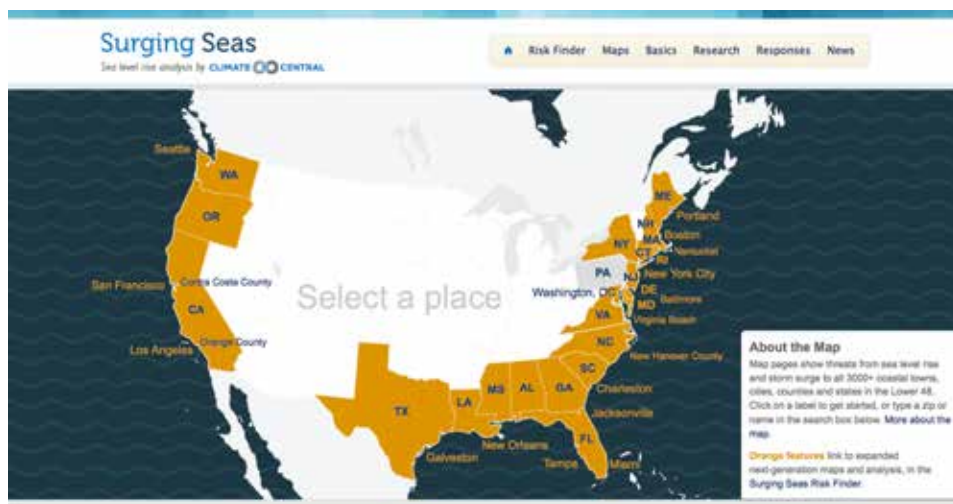 Surging Seas
Sea level rise analysis by CLIMATE CENTRAL
Risk Finder Maps Basics Research Responses News
Seattle
WA
OR
San Francisco
Contra Costa County
CA
Los Angeles
Orange County
Select a place
ME
Portland
NH
MA
Boston
NY
CT
RI
Nantucket
PA
NJ
New York City
Washington, DC
DE
MD
Baltimore
VA
Virginia Beach
NC
New Hanover County
SC
Charleston
TX
LA
MS
AL
GA
Jacksonville
Galveston
New Orleans
FL
Tampa
Miami
About the Map
Map pages show threats from sea level rise
and storm surge to all 3000+ coastal towns,
cities, counties and states in the Lower 48.
Click on a label to get started, or type a zip or
name in the search box below. More about the
map.
Orange features link to expanded
next-generation maps and analysis, in the
Surging Seas Risk Finder.